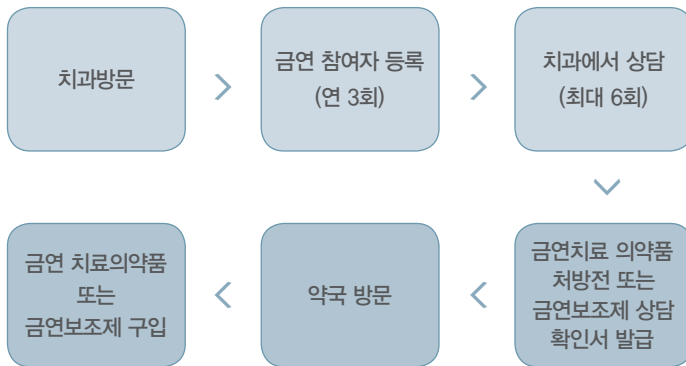 치과방문
금연 참여자 등록
(연 3회)
치과에서 상담
(최대 6회)
금연치료 의약품
처방전 또는
금연보조제 상담
확인서 발급
약국 방문
금연 치료의약품
또는
금연보조제 구입